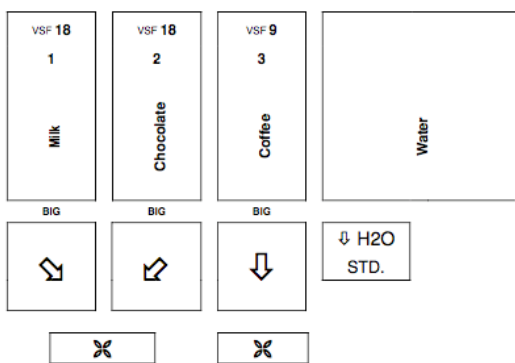 VSF 18
1
Milk
VSF 18
2
Chocolate
VSF 9
3
Coffee
Water
BIG
BIG
BIG
⇩ H2O
STD.